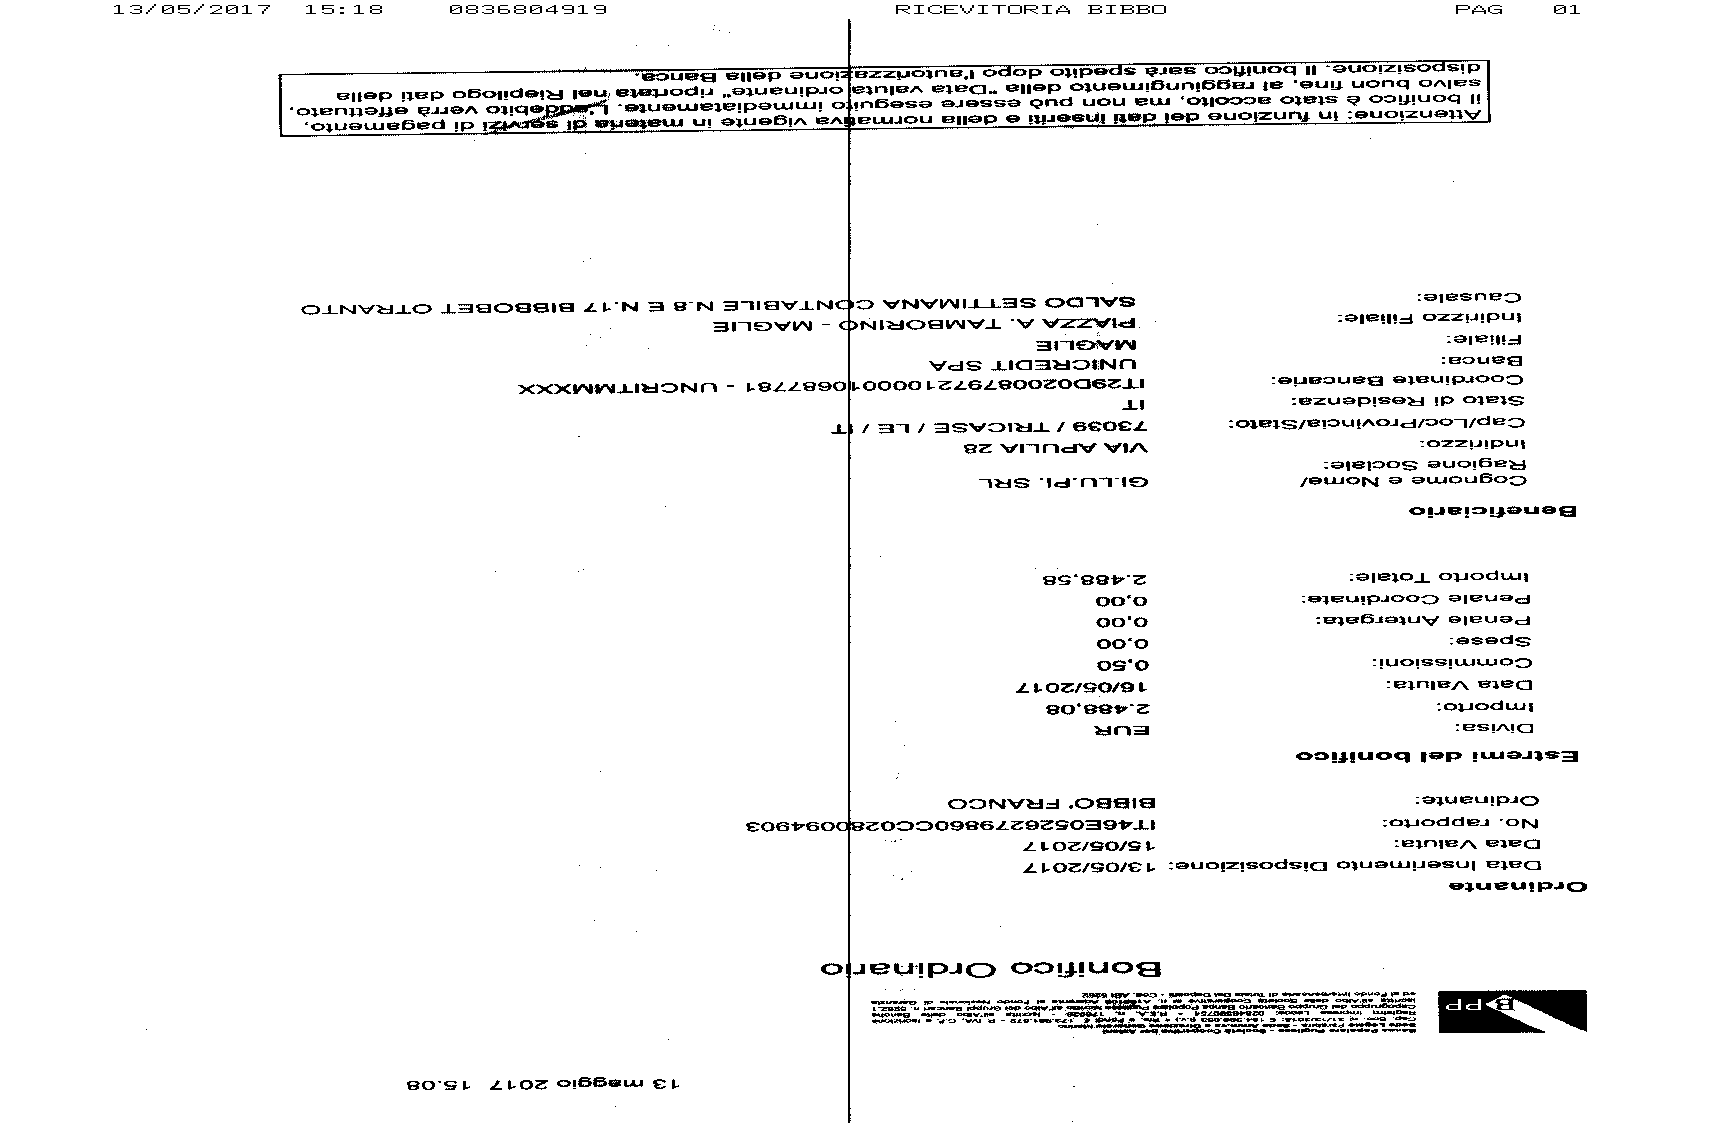 13/05/2017 15:18 0836804919 RICEVITORIA BIBBO PAG 01
13 maggio 2017 15.08
BPP
Banca Popolare Pugliese - Società Cooperativa per Azioni
Bonifico Ordinario
Ordinante
Data Inserimento Disposizione: 13/05/2017
Data Valuta: 15/05/2017
No. rapporto: IT46E0526279860CC0280094903
Ordinante: BIBBO' FRANCO
Estremi del bonifico
Divisa: EUR
Importo: 2.488,08
Data Valuta: 16/05/2017
Commissioni: 0,50
Spese: 0,00
Penale Antergata: 0,00
Penale Coordinate: 0,00
Importo Totale: 2.488,58
Beneficiario
Cognome e Nome/ GI.LU.PI. SRL
Ragione Sociale:
Indirizzo: VIA APULIA 28
Cap/Loc/Provincia/Stato: 73039 / TRICASE / LE / IT
Stato di Residenza: IT
Coordinate Bancarie: IT29D0200879721000010687781 - UNCRITMMXXX
Banca: UNICREDIT SPA
Filiale: MAGLIE
Indirizzo Filiale: PIAZZA A. TAMBORINO - MAGLIE
Causale: SALDO SETTIMANA CONTABILE N.8 E N.17 BIBBOBET OTRANTO
Attenzione: in funzione dei dati inseriti e della normativa vigente in materia di servizi di pagamento,
il bonifico è stato accolto, ma non può essere eseguito immediatamente. L'addebito verrà effettuato,
salvo buon fine, al raggiungimento della "Data valuta ordinante" riportata nel Riepilogo dati della
disposizione. Il bonifico sarà spedito dopo l'autorizzazione della Banca.